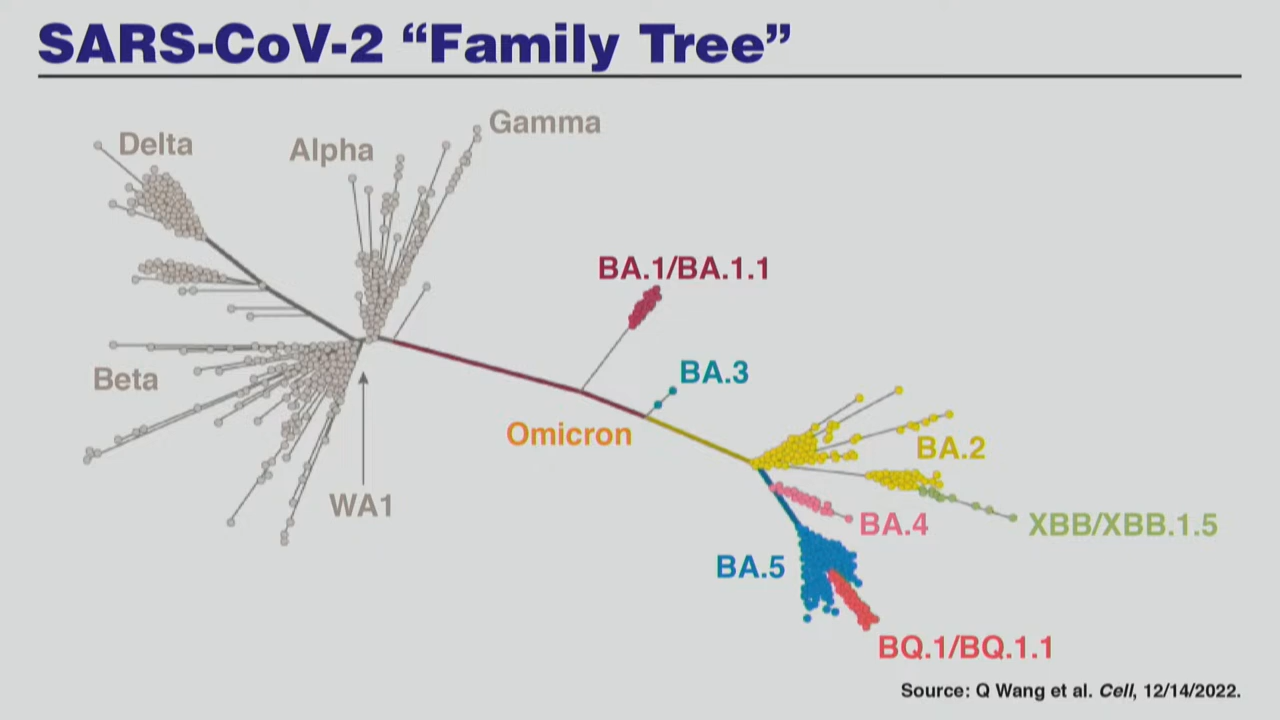 SARS-CoV-2 “Family Tree”
Delta
Alpha
Gamma
BA.1/BA.1.1
BA.3
Beta
Omicron
BA.2
WA1
BA.4
XBB/XBB.1.5
BA.5
BQ.1/BQ.1.1
Source: Q Wang et al. Cell, 12/14/2022.